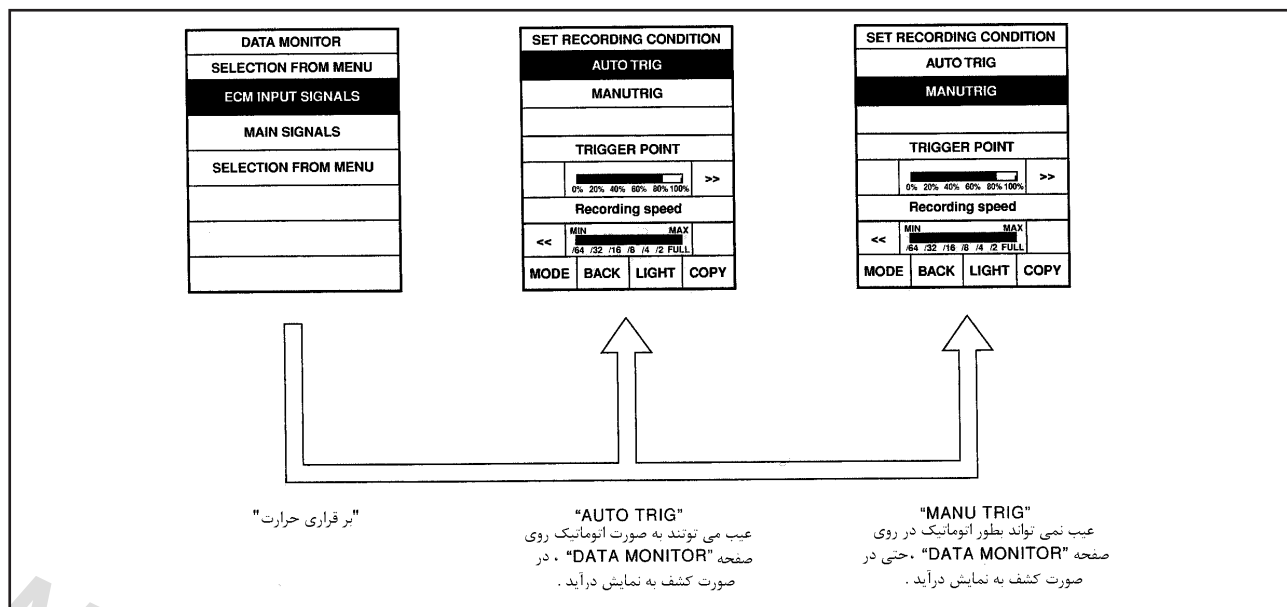 DATA MONITOR
SELECTION FROM MENU
ECM INPUT SIGNALS
MAIN SIGNALS
SELECTION FROM MENU
SET RECORDING CONDITION
AUTO TRIG
MANUTRIG
TRIGGER POINT
>>
0% 20% 40% 60% 80% 100%
Recording speed
MIN MAX
<<
/64 /32 /16 /8 /4 /2 FULL
MODE BACK LIGHT COPY
SET RECORDING CONDITION
AUTO TRIG
MANUTRIG
TRIGGER POINT
>>
0% 20% 40% 60% 80% 100%
Recording speed
MIN MAX
<<
/64 /32 /16 /8 /4 /2 FULL
MODE BACK LIGHT COPY
"بر قراری حرارت"
"AUTO TRIG"
عیب می توتند به صورت اتوماتیک روی
صفحه "DATA MONITOR" ، در
صورت کشف به نمایش درآید .
"MANU TRIG"
عیب نمی تواند بطور اتوماتیک در روی
صفحه "DATA MONITOR" ،حتی در
صورت کشف به نمایش درآید .